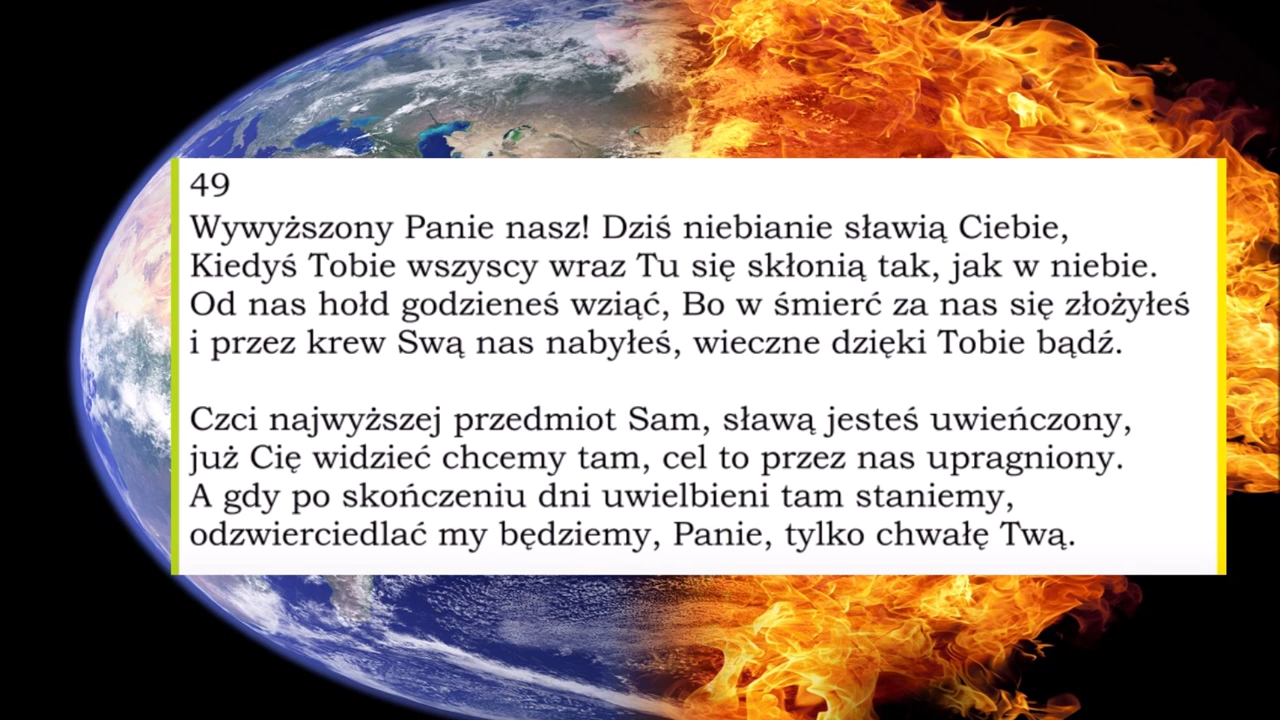 49
Wywyższony Panie nasz! Dziś niebianie sławią Ciebie,
Kiedyś Tobie wszyscy wraz Tu się skłonią tak, jak w niebie.
Od nas hołd godzieneś wziąć, Bo w śmierć za nas się złożyłeś
i przez krew Swą nas nabyłeś, wieczne dzięki Tobie bądź.
Czci najwyższej przedmiot Sam, sławą jesteś uwieńczony,
już Cię widzieć chcemy tam, cel to przez nas upragniony.
A gdy po skończeniu dni uwielbieni tam staniemy,
odzwierciedlać my będziemy, Panie, tylko chwałę Twą.